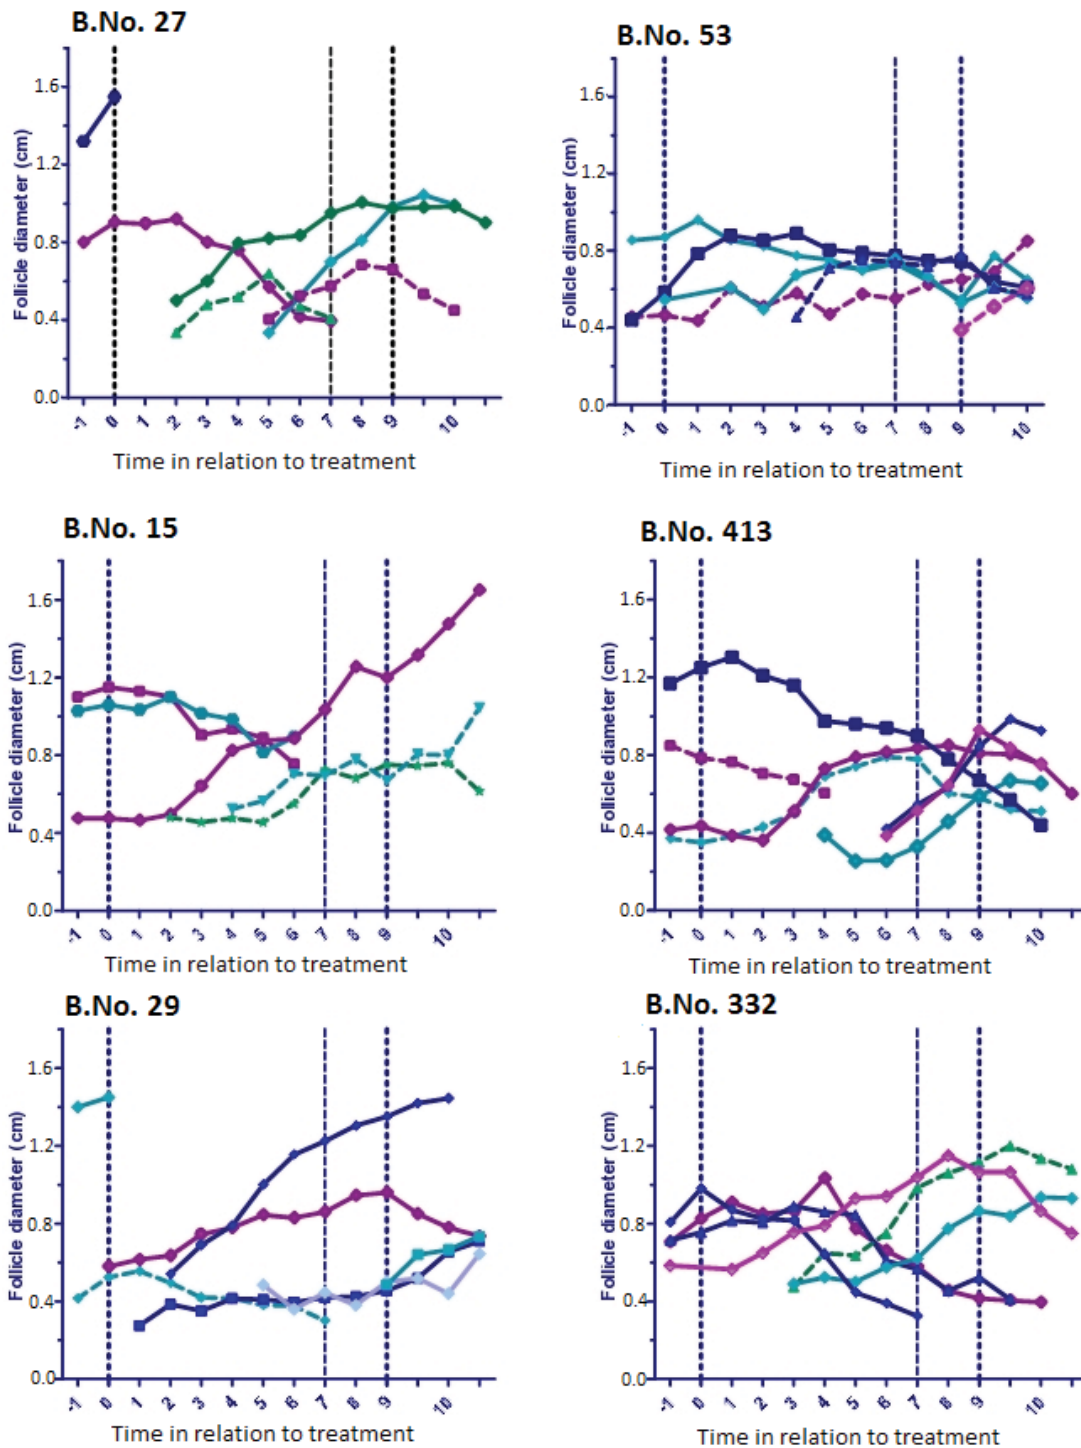 B.No. 27
Follicle diameter (cm)
1.6
1.2
0.8
0.4
0.0
-1 0 1 2 3 4 5 6 7 8 9 10
Time in relation to treatment
B.No. 53
Follicle diameter (cm)
1.6
1.2
0.8
0.4
0.0
-1 0 1 2 3 4 5 6 7 8 9 10
Time in relation to treatment
B.No. 15
Follicle diameter (cm)
1.6
1.2
0.8
0.4
0.0
-1 0 1 2 3 4 5 6 7 8 9 10
Time in relation to treatment
B.No. 413
Follicle diameter (cm)
1.6
1.2
0.8
0.4
0.0
-1 0 1 2 3 4 5 6 7 8 9 10
Time in relation to treatment
B.No. 29
Follicle diameter (cm)
1.6
1.2
0.8
0.4
0.0
-1 0 1 2 3 4 5 6 7 8 9 10
Time in relation to treatment
B.No. 332
Follicle diameter (cm)
1.6
1.2
0.8
0.4
0.0
-1 0 1 2 3 4 5 6 7 8 9 10
Time in relation to treatment